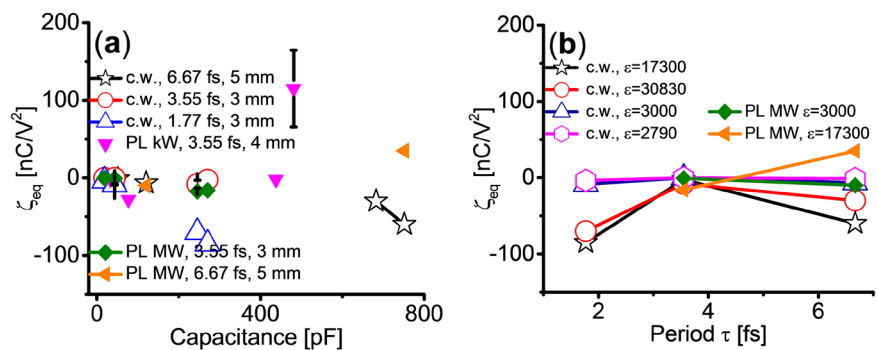 (a)
c.w., 6.67 fs, 5 mm
c.w., 3.55 fs, 3 mm
c.w., 1.77 fs, 3 mm
PL kW, 3.55 fs, 4 mm
PL MW, 3.55 fs, 3 mm
PL MW, 6.67 fs, 5 mm
200
100
0
-100
ζeq [nC/V²]
0
400
800
Capacitance [pF]
(b)
c.w., ε=17300
c.w., ε=30830
c.w., ε=3000
c.w., ε=2790
PL MW ε=3000
PL MW, ε=17300
200
100
0
-100
ζeq [nC/V²]
2
4
6
Period τ [fs]